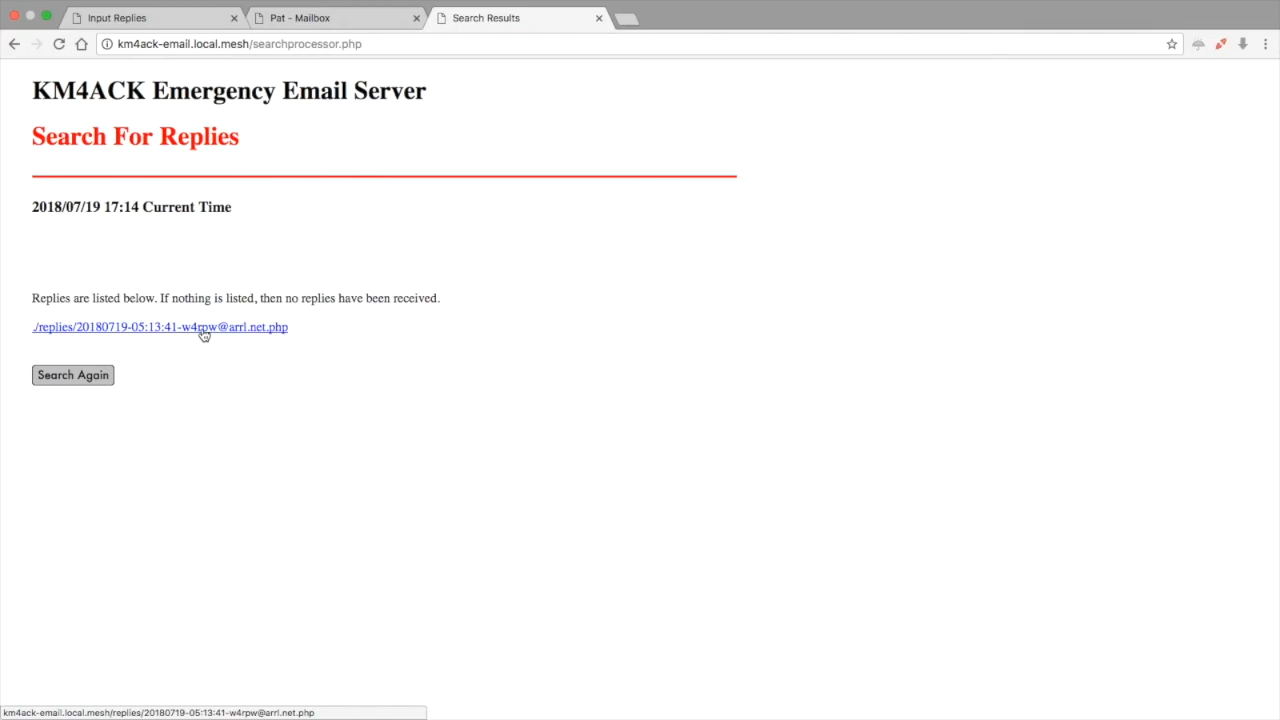 Input Replies
Pat - Mailbox
Search Results
km4ack-email.local.mesh/searchprocessor.php
KM4ACK Emergency Email Server
Search For Replies
2018/07/19 17:14 Current Time
Replies are listed below. If nothing is listed, then no replies have been received.
./replies/20180719-05:13:41-w4rpw@arrl.net.php
Search Again
km4ack-email.local.mesh/replies/20180719-05:13:41-w4rpw@arrl.net.php